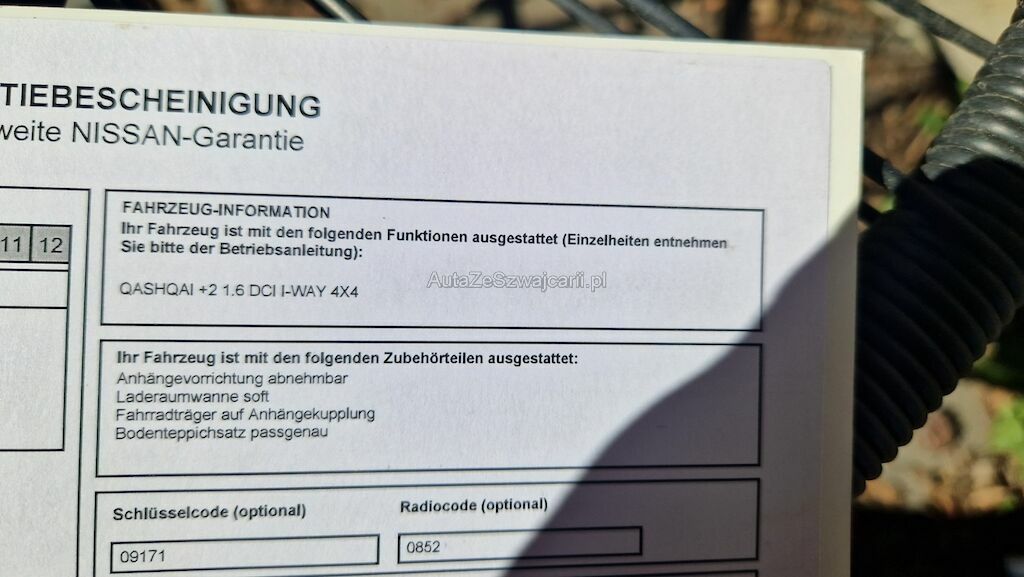 TIEBESCHEINIGUNG
weite NISSAN-Garantie
11 12
FAHRZEUG-INFORMATION
Ihr Fahrzeug ist mit den folgenden Funktionen ausgestattet (Einzelheiten entnehmen
Sie bitte der Betriebsanleitung):
AutaZeSzwajcarii.pl
QASHQAI +2 1.6 DCI I-WAY 4X4
Ihr Fahrzeug ist mit den folgenden Zubehörteilen ausgestattet:
Anhängevorrichtung abnehmbar
Laderaumwanne soft
Fahrradträger auf Anhängekupplung
Bodenteppichsatz passgenau
Schlüsselcode (optional) Radiocode (optional)
09171 0852